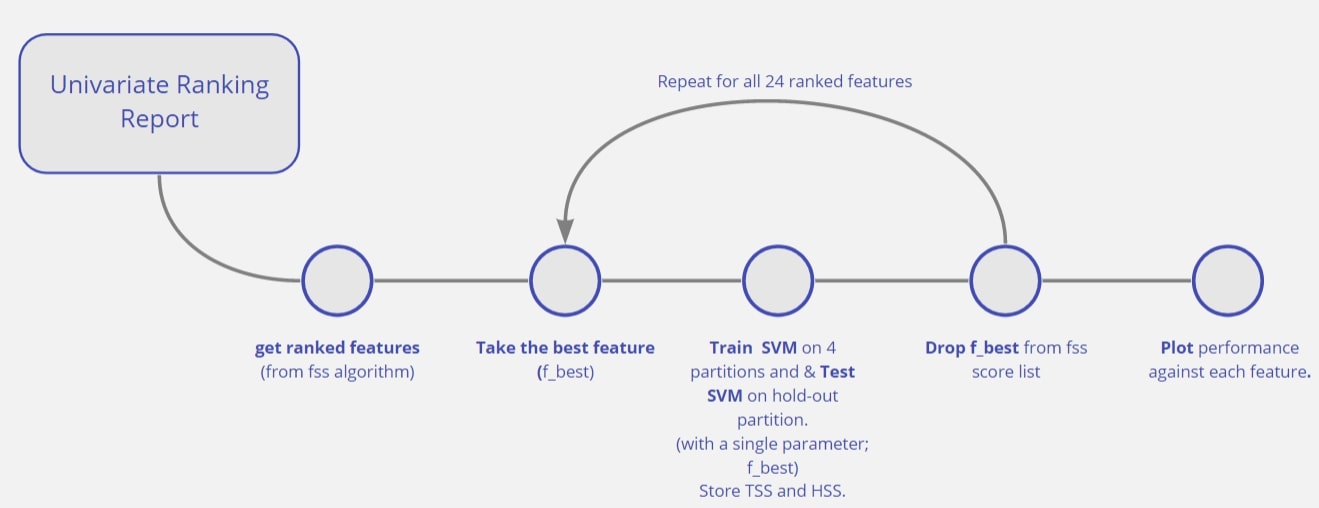 Univariate Ranking
Report
Repeat for all 24 ranked features
get ranked features
(from fss algorithm)
Take the best feature
(f_best)
Train SVM on 4
partitions and & Test
SVM on hold-out
partition.
(with a single parameter;
f_best)
Store TSS and HSS.
Drop f_best from fss
score list
Plot performance
against each feature.